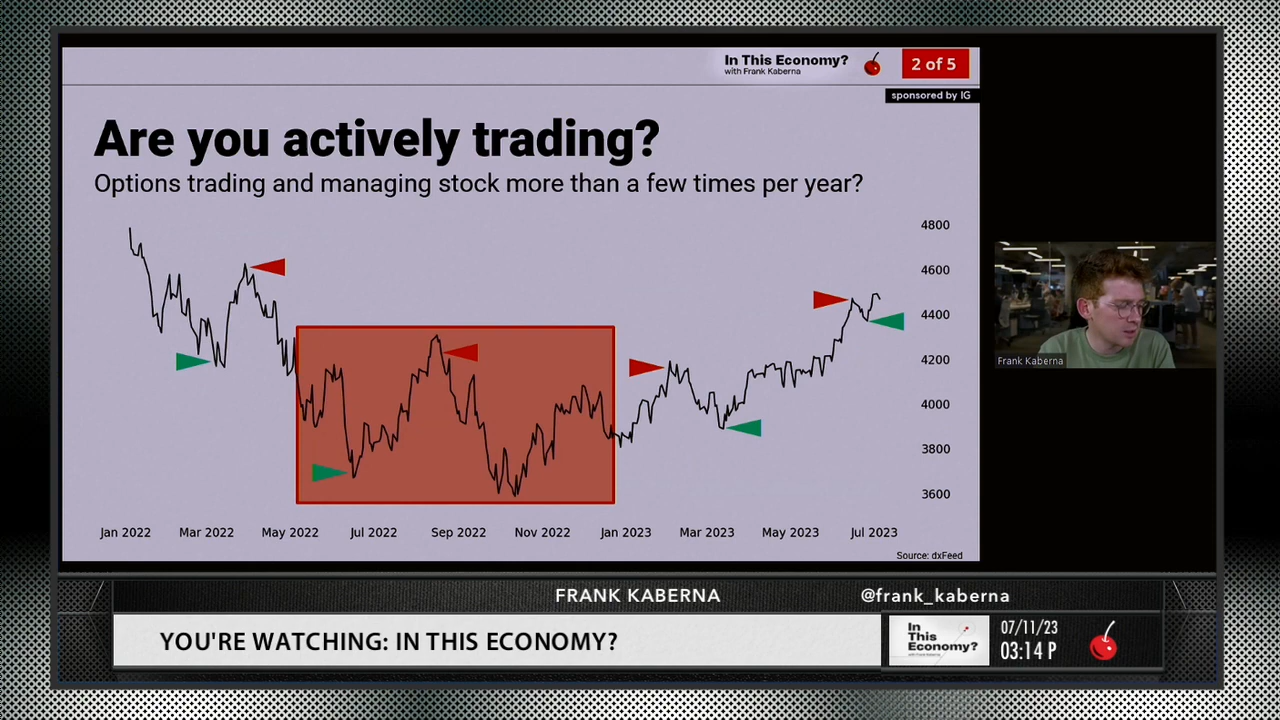 In This Economy?
with Frank Kaberna
2 of 5
sponsored by IG
Are you actively trading?
Options trading and managing stock more than a few times per year?
4800
4600
4400
4200
4000
3800
3600
Jan 2022 Mar 2022 May 2022 Jul 2022 Sep 2022 Nov 2022 Jan 2023 Mar 2023 May 2023 Jul 2023
Source: dxFeed
Frank Kaberna
FRANK KABERNA @frank_kaberna
YOU'RE WATCHING: IN THIS ECONOMY?
In
This
Economy?
07/11/23
03:14 P